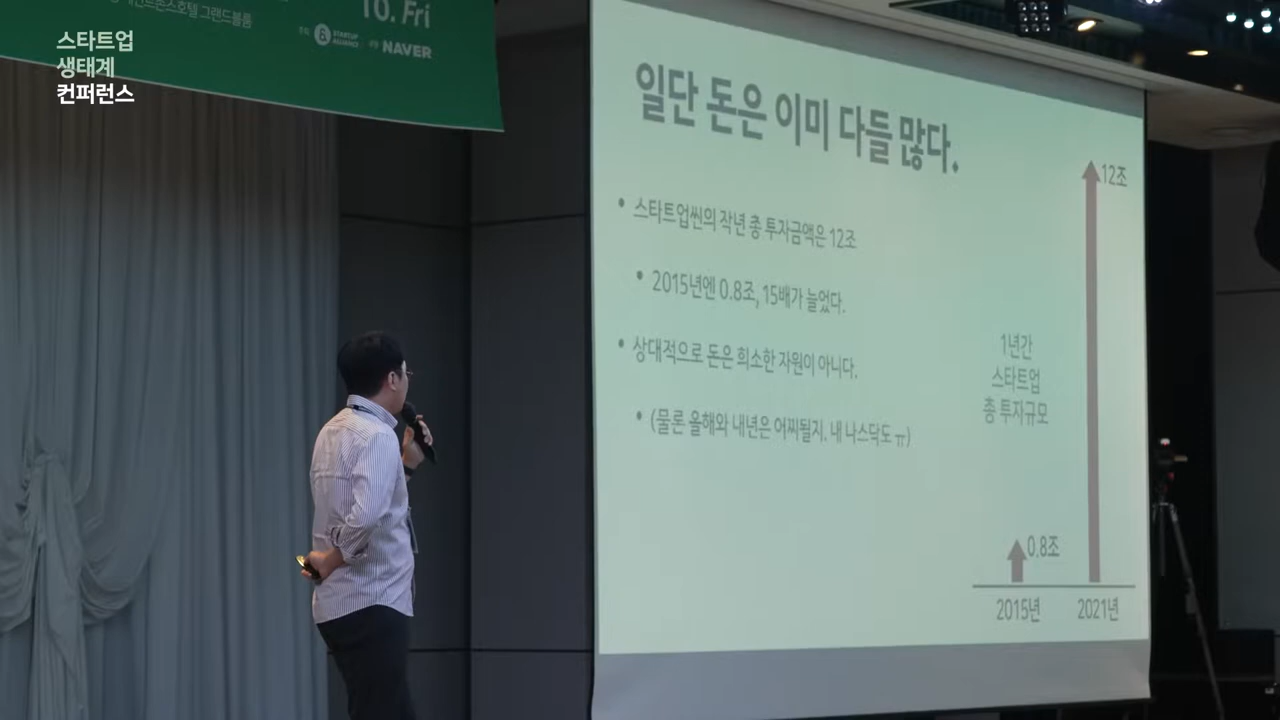 스타트업
생태계
컨퍼런스
그랜드볼룸
10. Fri
STARTUP
ALLIANCE
NAVER
일단 돈은 이미 다들 많다.
• 스타트업씬의 작년 총 투자금액은 12조
• 2015년엔 0.8조, 15배가 늘었다.
• 상대적으로 돈은 희소한 자원이 아니다.
• (물론 올해와 내년은 어찌될지. 내 나스닥도 ㅠ)
12조
1년간
스타트업
총 투자규모
0.8조
2015년
2021년